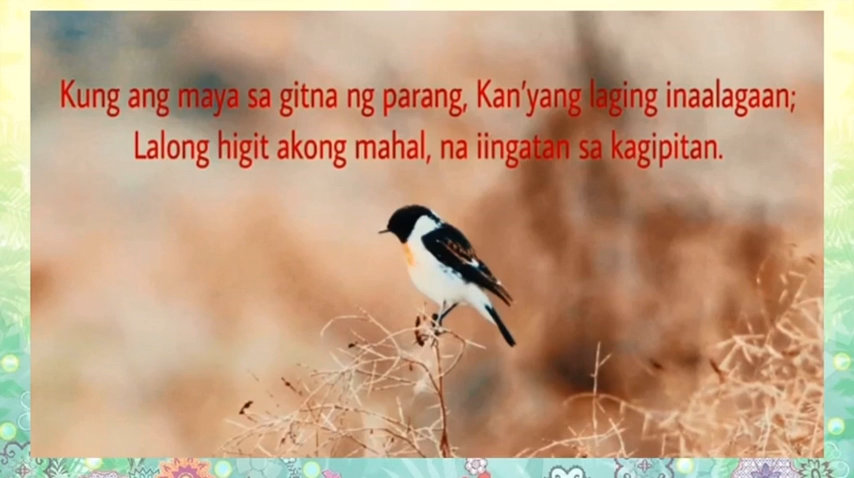 Kung ang maya sa gitna ng parang, Kan'yang laging inaalagaan;
Lalong higit akong mahal, na iingatan sa kagipitan.